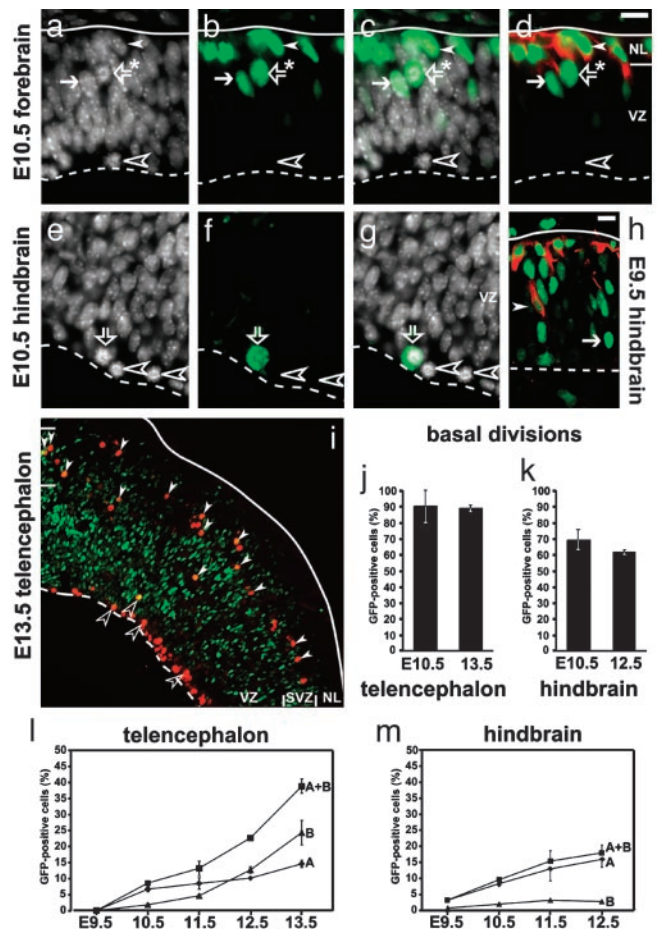 E10.5 forebrain
a
b
c
d
*
*
*
*
NL
VZ
E10.5 hindbrain
e
f
g
VZ
h
E9.5 hindbrain
E13.5 telencephalon
i
VZ
SVZ
NL
basal divisions
j
k
GFP-positive cells (%)
100
90
80
70
60
50
40
30
20
10
E10.5 13.5
telencephalon
GFP-positive cells (%)
100
90
80
70
60
50
40
30
20
10
E10.5 12.5
hindbrain
l
telencephalon
GFP-positive cells (%)
50
45
40
35
30
25
20
15
10
5
0
A+B
B
A
E9.5 10.5 11.5 12.5 13.5
m
hindbrain
GFP-positive cells (%)
50
45
40
35
30
25
20
15
10
5
0
A+B
A
B
E9.5 10.5 11.5 12.5